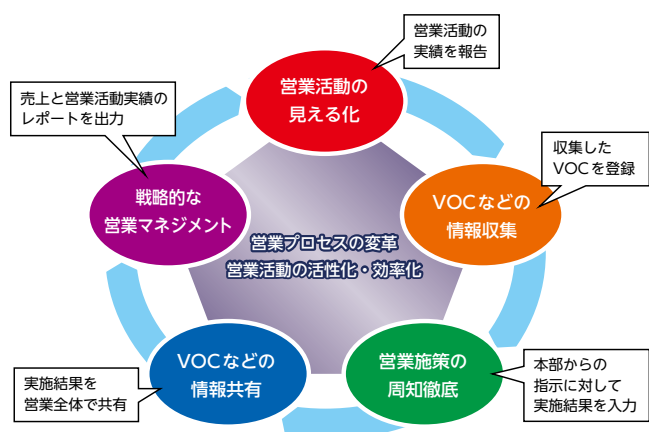 営業活動の
実績を報告
営業活動の
見える化
売上と営業活動実績の
レポートを出力
収集した
VOCを登録
戦略的な
営業マネジメント
VOCなどの
情報収集
営業プロセスの変革
営業活動の活性化・効率化
VOCなどの
情報共有
営業施策の
周知徹底
実施結果を
営業全体で共有
本部からの
指示に対して
実施結果を入力